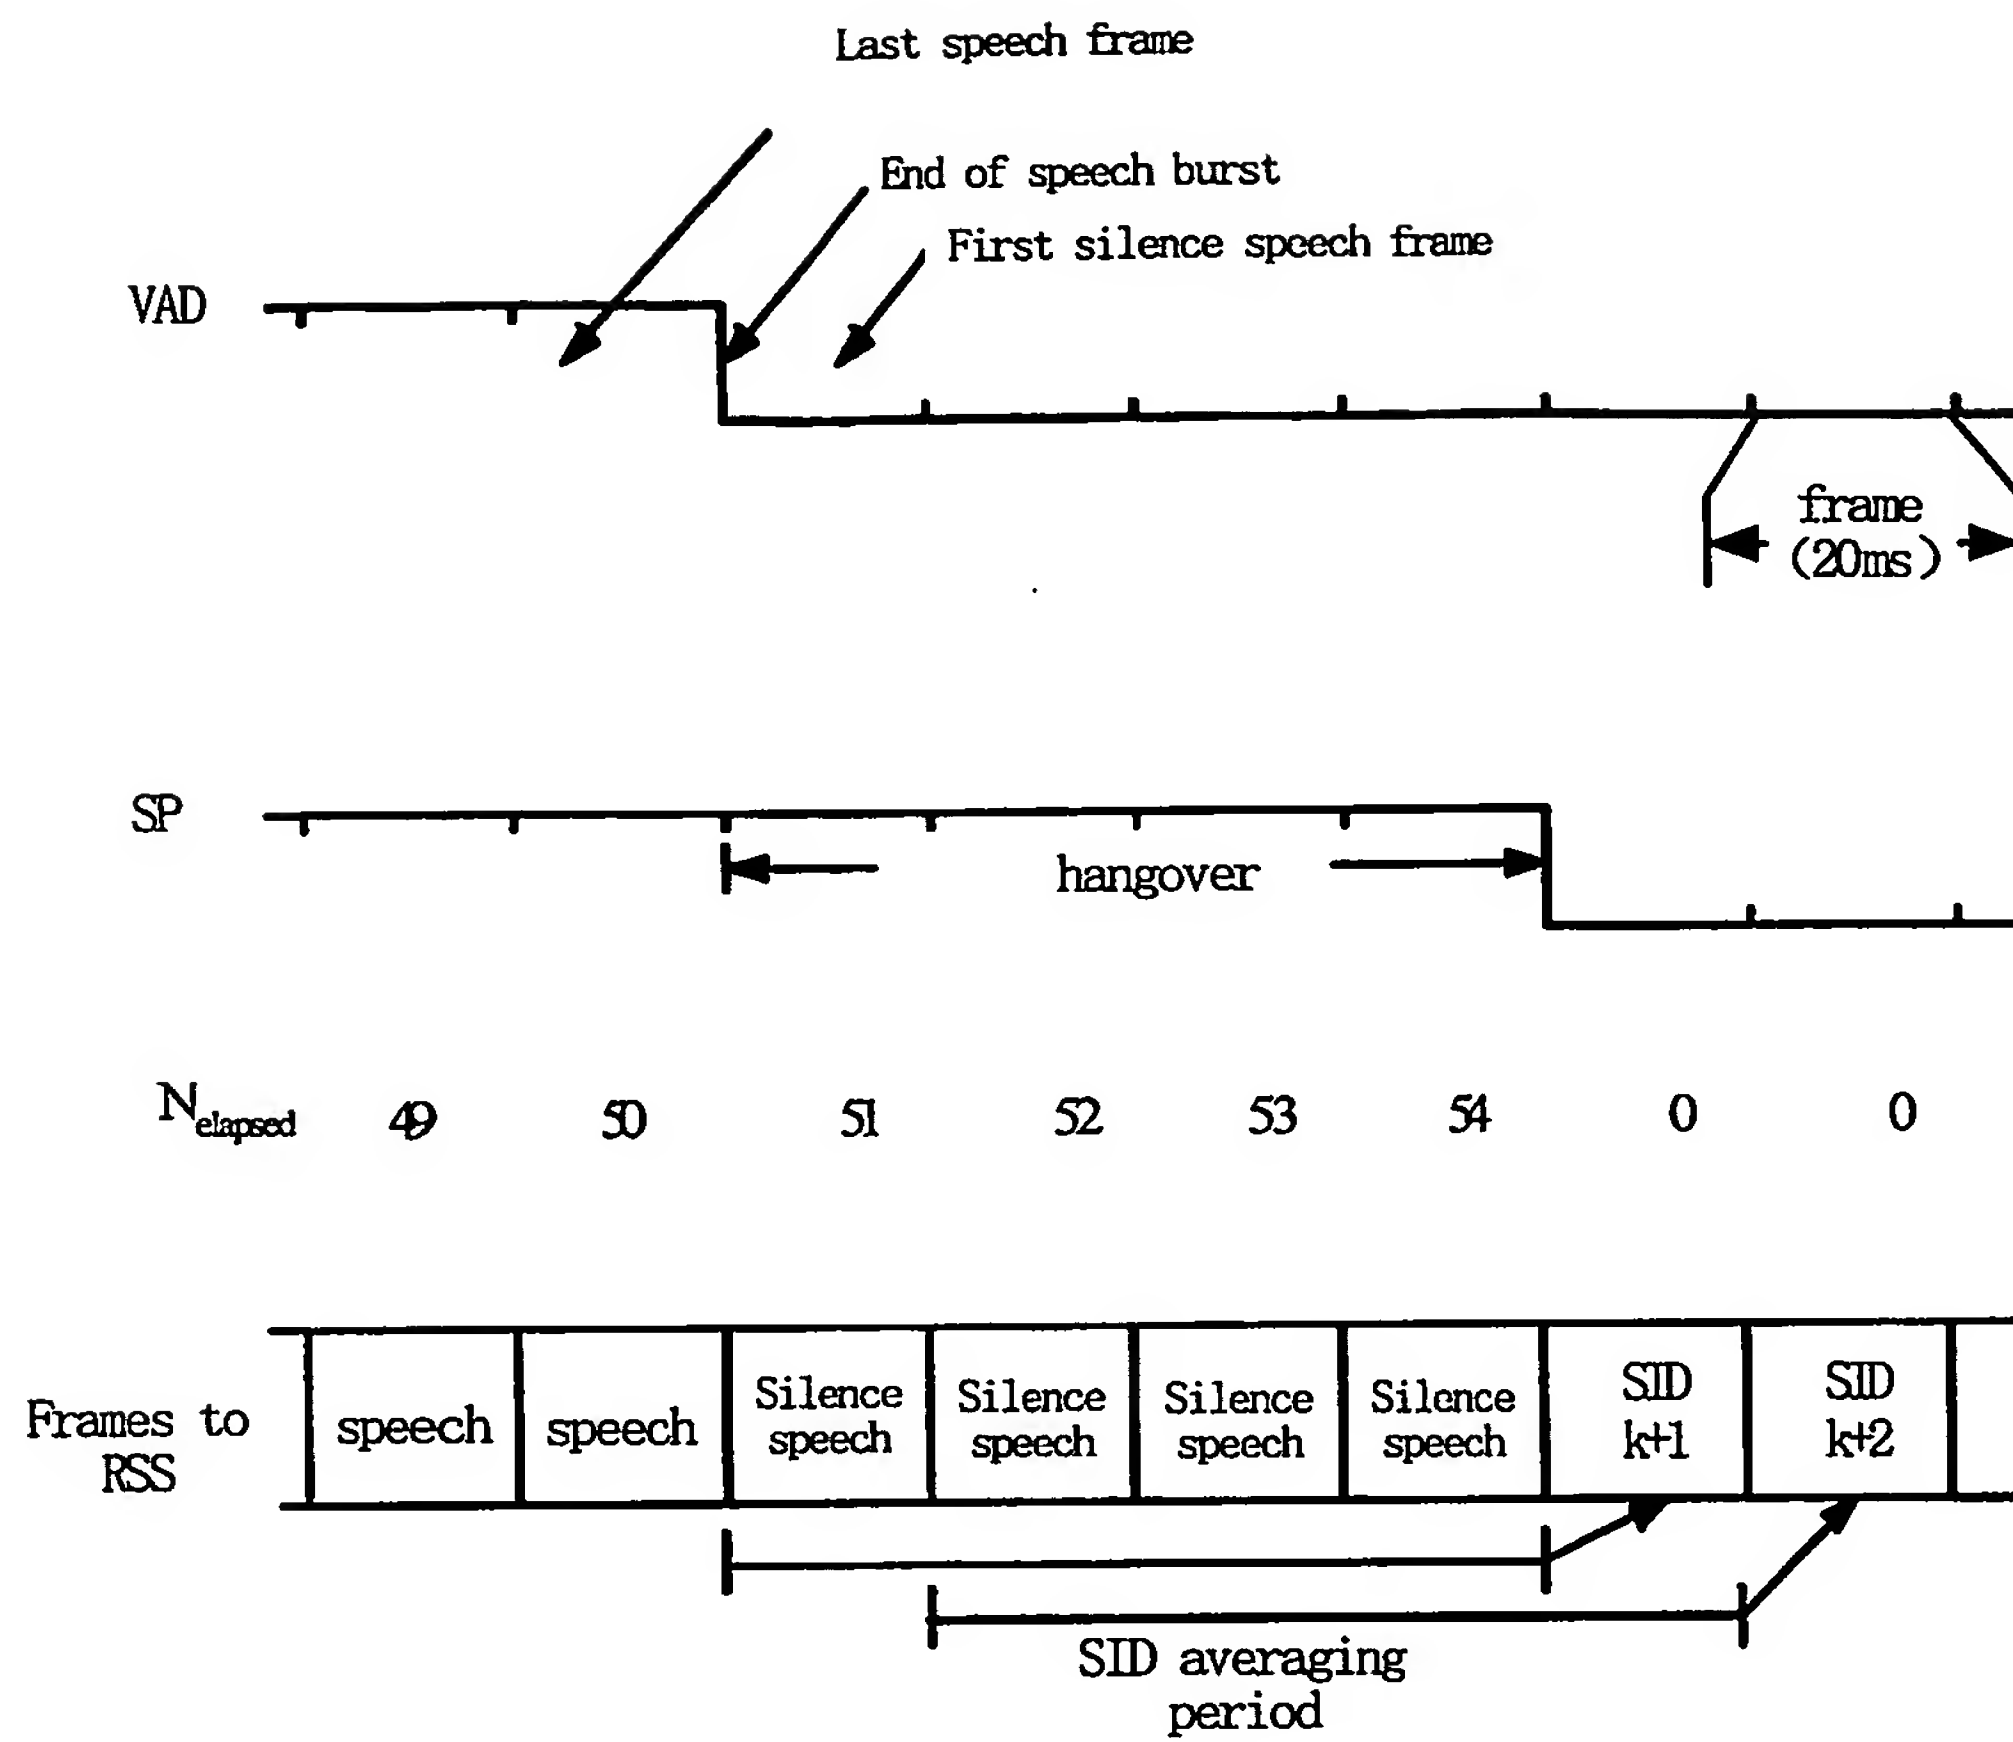 Last speech frame
End of speech burst
First silence speech frame
VAD
frame
(20ms)
SP
hangover
Nelapsed 49 50 51 52 53 54 0 0
Frames to
RSS
speech speech
Silence
speech
Silence
speech
Silence
speech
Silence
speech
SID
k+1
SID
k+2
SID averaging
period